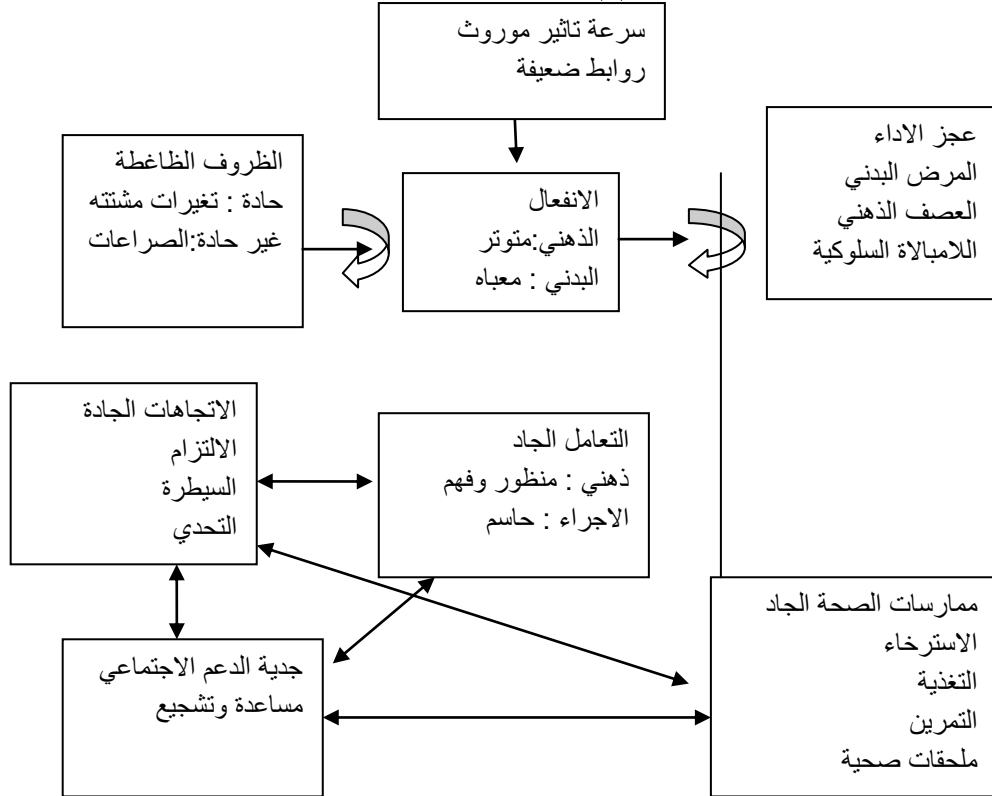 سرعة تاثير موروث
روابط ضعيفة
عجز الاداء
المرض البدني
العصف الذهني
اللامبالاة السلوكية
الظروف الظاغطة
حادة : تغيرات مشتته
غير حادة:الصراعات
الانفعال
الذهني:متوتر
البدني : معباه
الاتجاهات الجادة
الالتزام
السيطرة
التحدي
التعامل الجاد
ذهني : منظور وفهم
الاجراء : حاسم
ممارسات الصحة الجاد
الاسترخاء
التغذية
التمرين
ملحقات صحية
جدية الدعم الاجتماعي
مساعدة وتشجيع